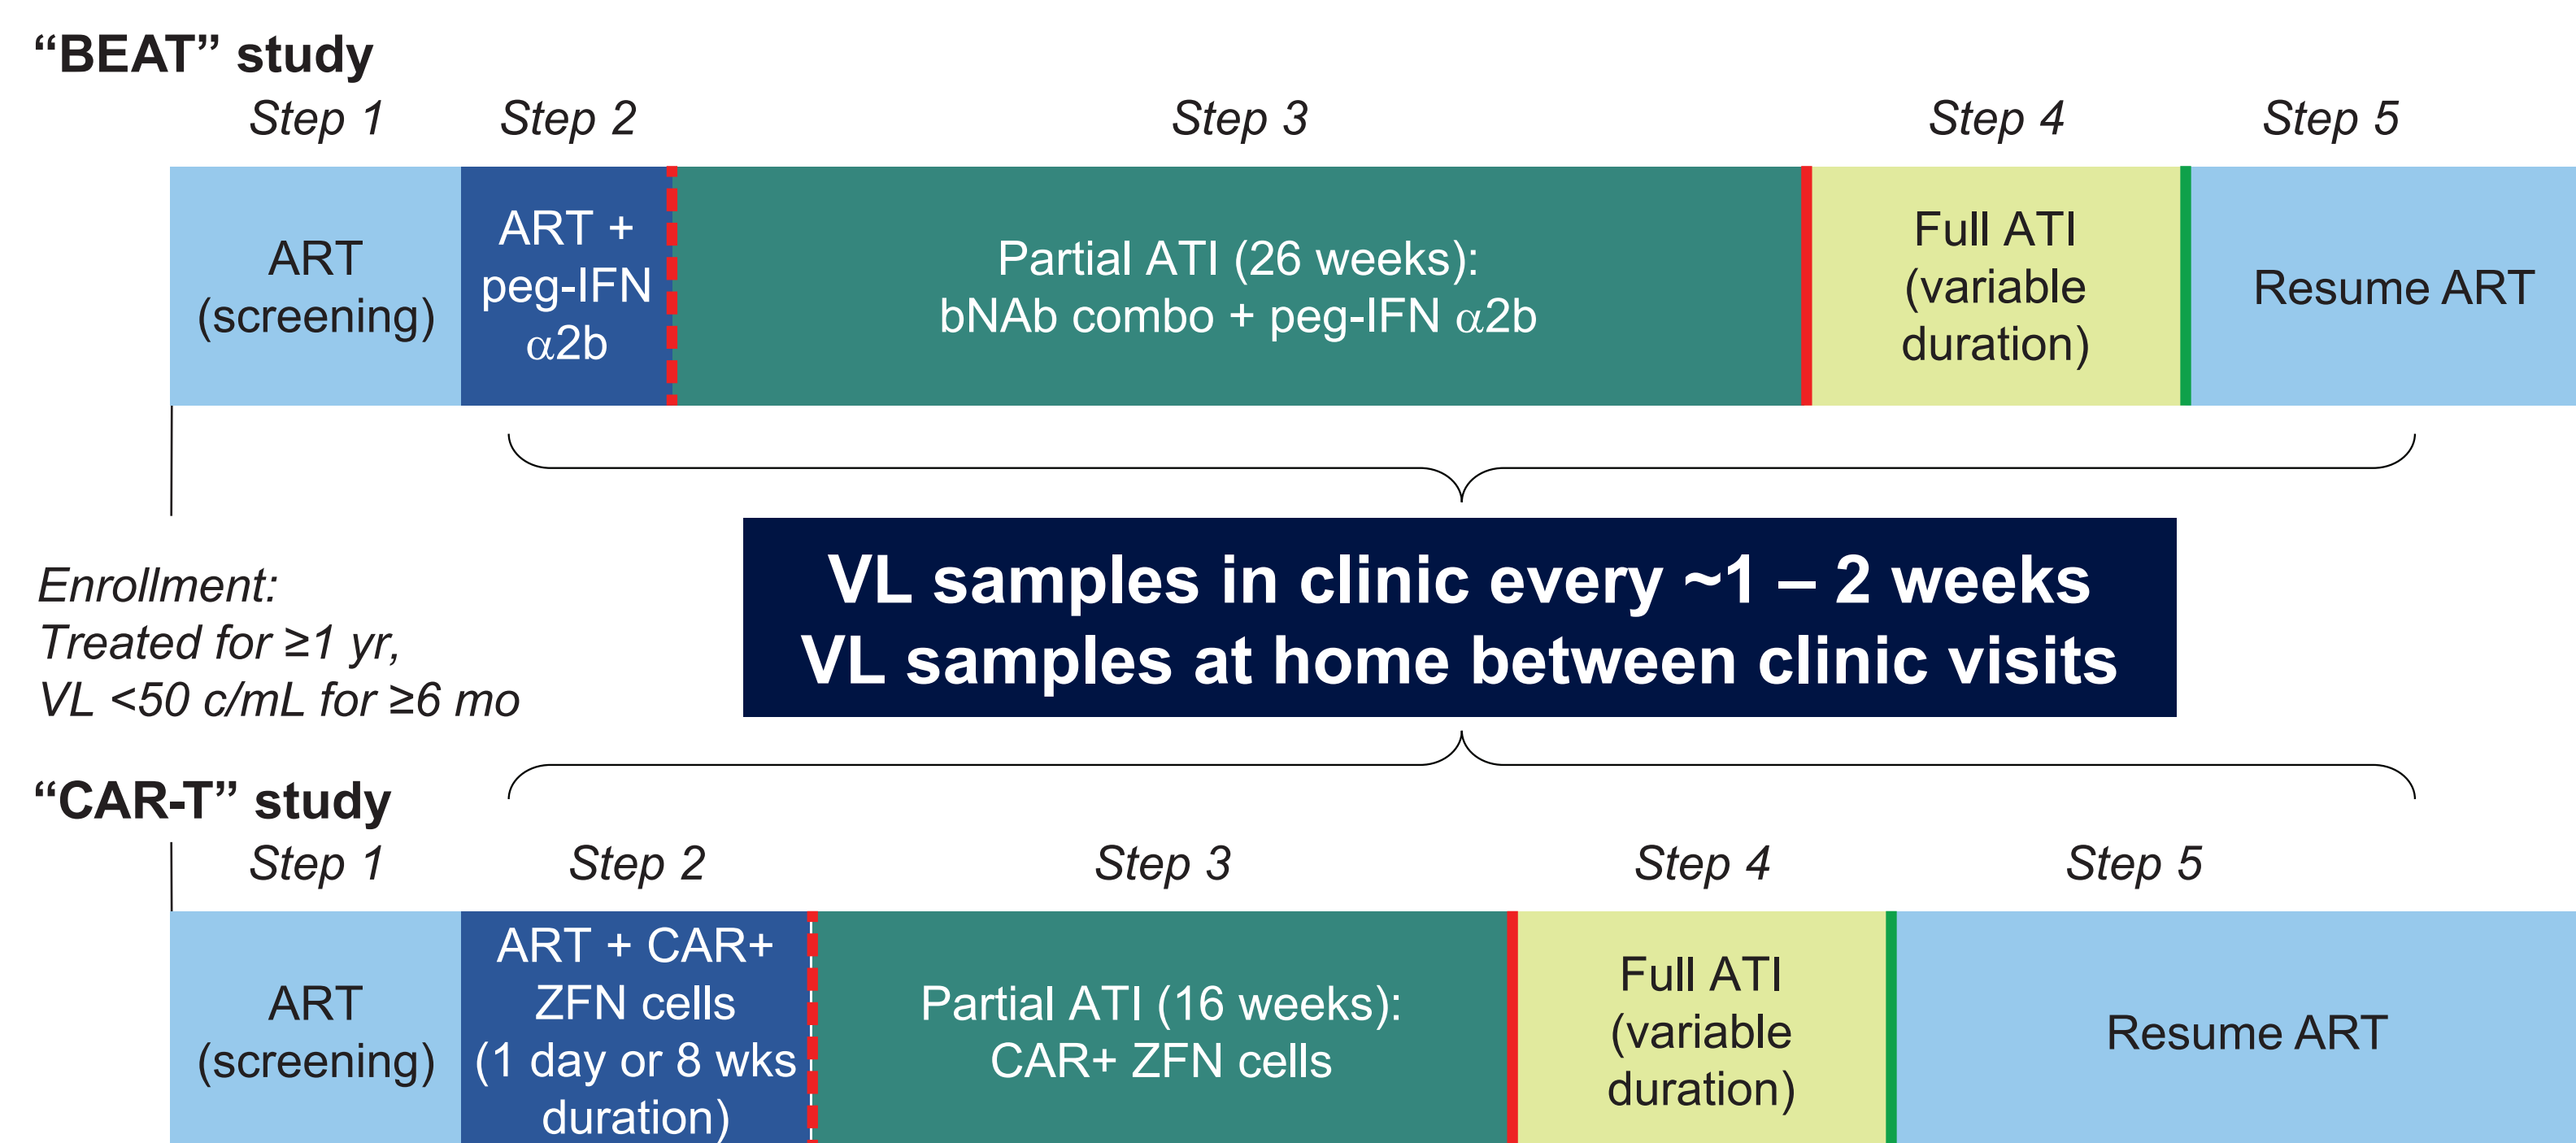 “BEAT” study
Step 1
Step 2
Step 3
Step 4
Step 5
ART
(screening)
ART +
peg-IFN
α2b
Partial ATI (26 weeks):
bNAb combo + peg-IFN α2b
Full ATI
(variable
duration)
Resume ART
Enrollment:
Treated for ≥1 yr,
VL <50 c/mL for ≥6 mo
VL samples in clinic every ~1 – 2 weeks
VL samples at home between clinic visits
“CAR-T” study
Step 1
Step 2
Step 3
Step 4
Step 5
ART
(screening)
ART + CAR+
ZFN cells
(1 day or 8 wks
duration)
Partial ATI (16 weeks):
CAR+ ZFN cells
Full ATI
(variable
duration)
Resume ART